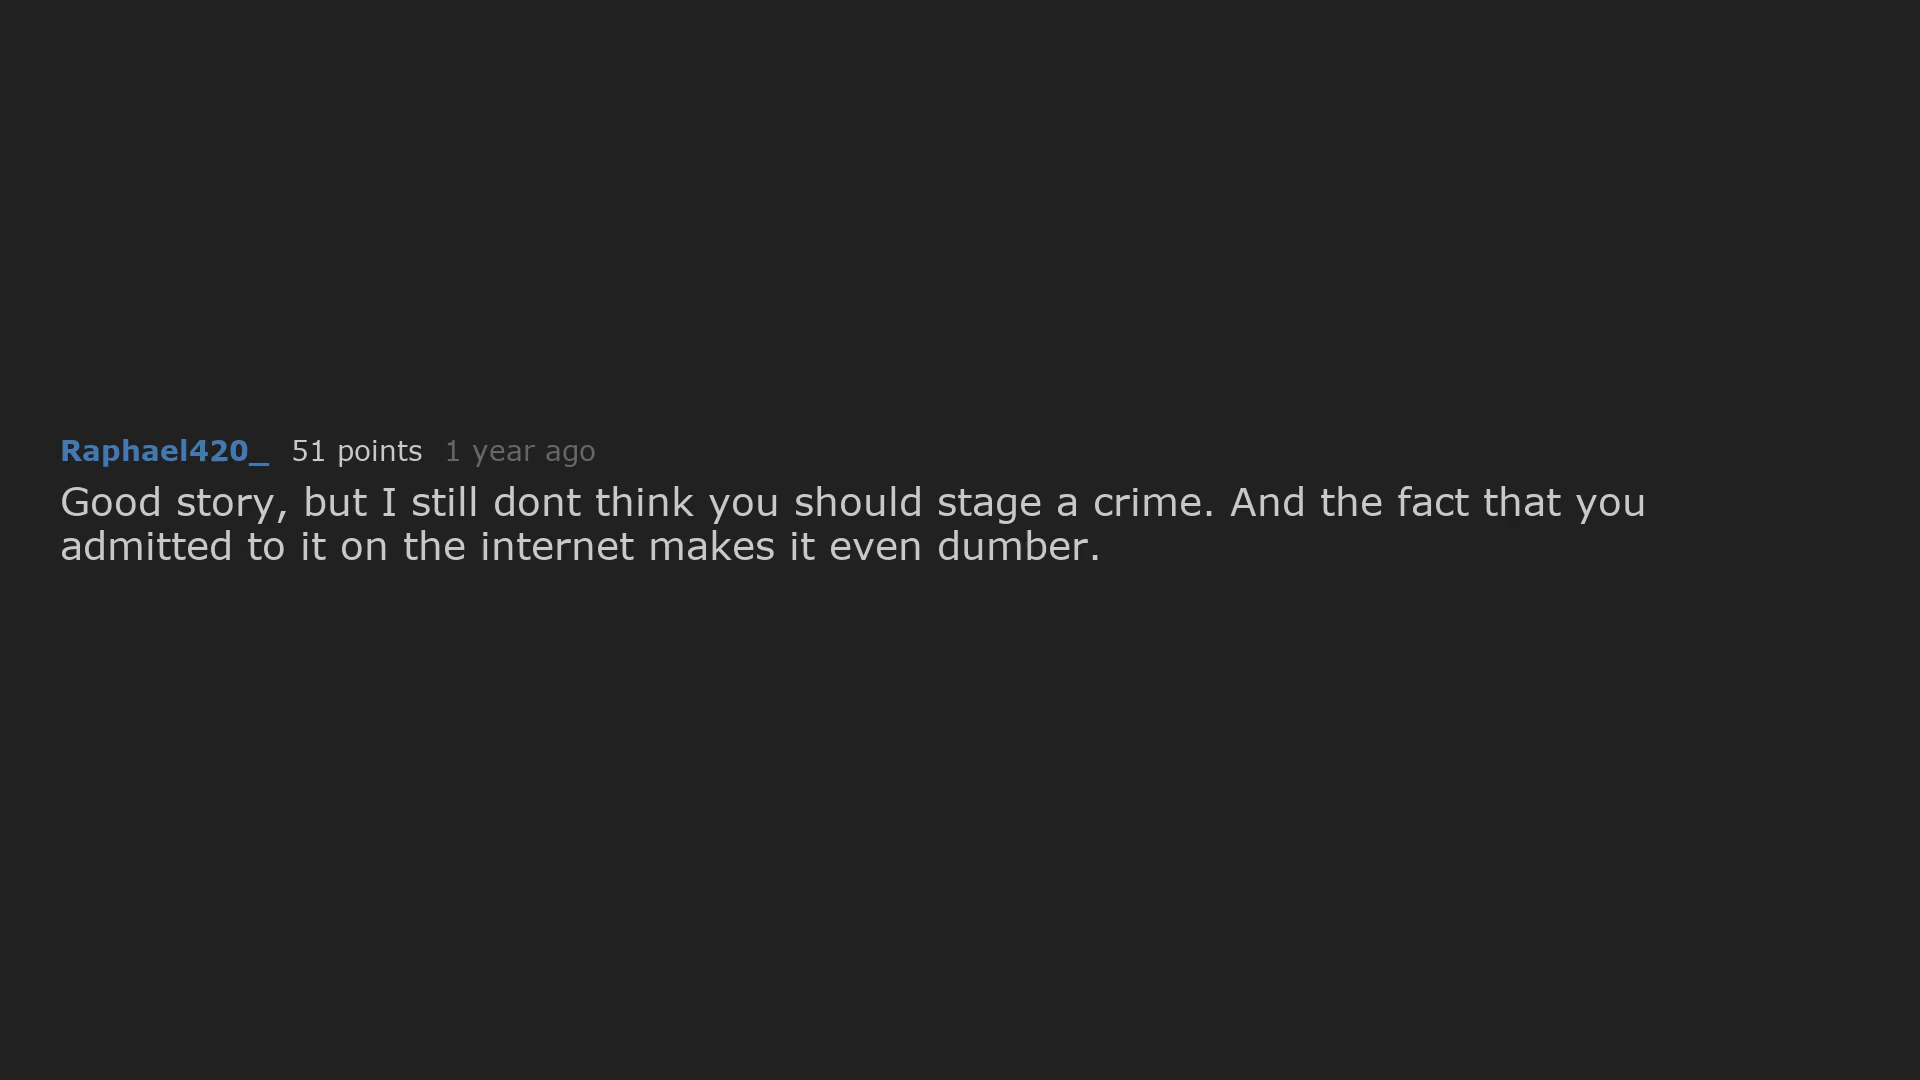 Raphael420_ 51 points 1 year ago
Good story, but I still dont think you should stage a crime. And the fact that you
admitted to it on the internet makes it even dumber.